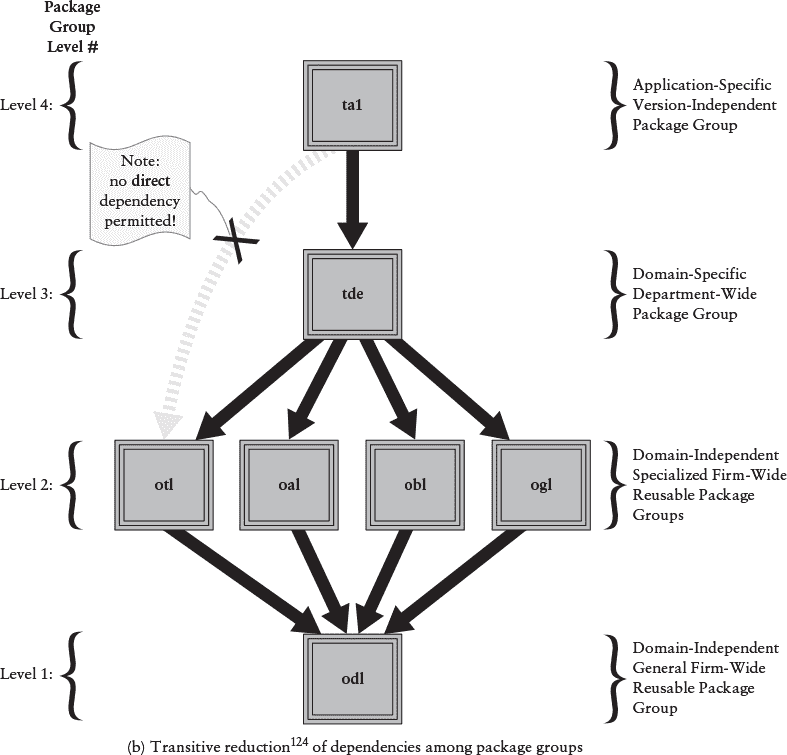 Package
Group
Level #
Level 4:
ta1
Application-Specific
Version-Independent
Package Group
Note:
no direct
dependency
permitted!
Level 3:
tde
Domain-Specific
Department-Wide
Package Group
Level 2:
otl
oal
obl
ogl
Domain-Independent
Specialized Firm-Wide
Reusable Package
Groups
Level 1:
odl
Domain-Independent
General Firm-Wide
Reusable Package
Group
(b) Transitive reduction124 of dependencies among package groups